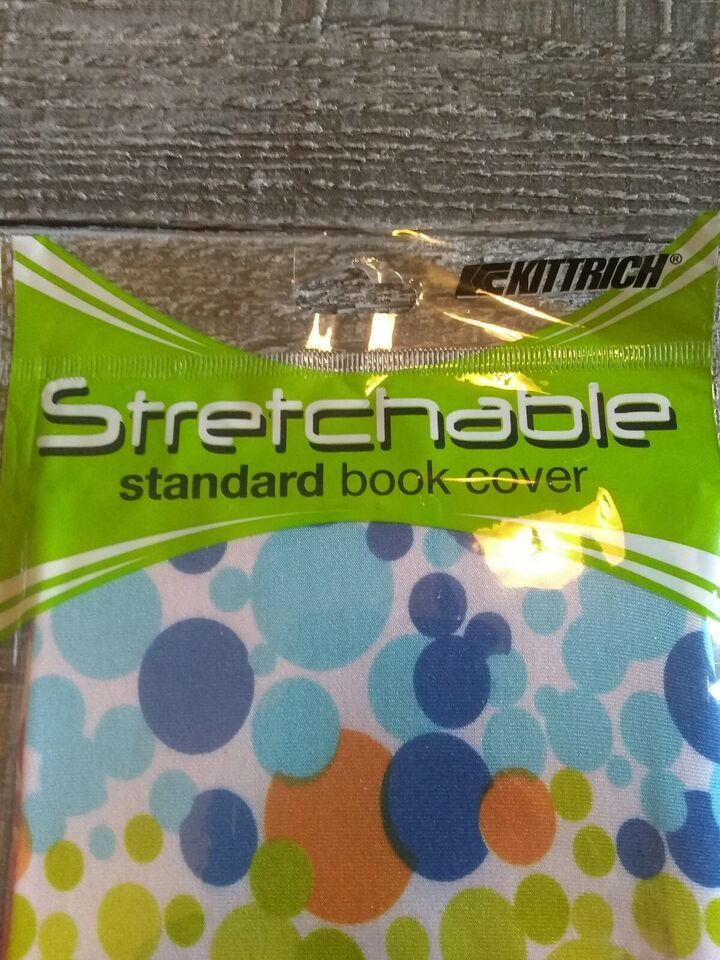 KITTRICH®
Stretchable
standard book cover